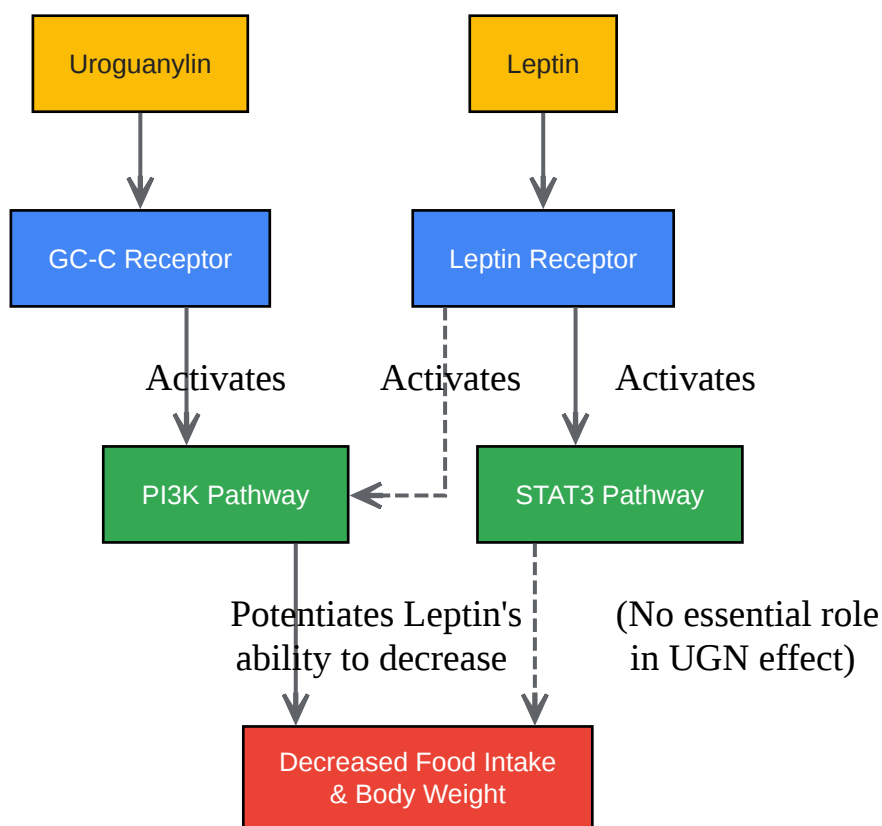 Uroguanylin
Leptin
GC-C Receptor
Leptin Receptor
Activates
Activates
Activates
PI3K Pathway
STAT3 Pathway
Potentiates Leptin's
ability to decrease
(No essential role
in UGN effect)
Decreased Food Intake
& Body Weight